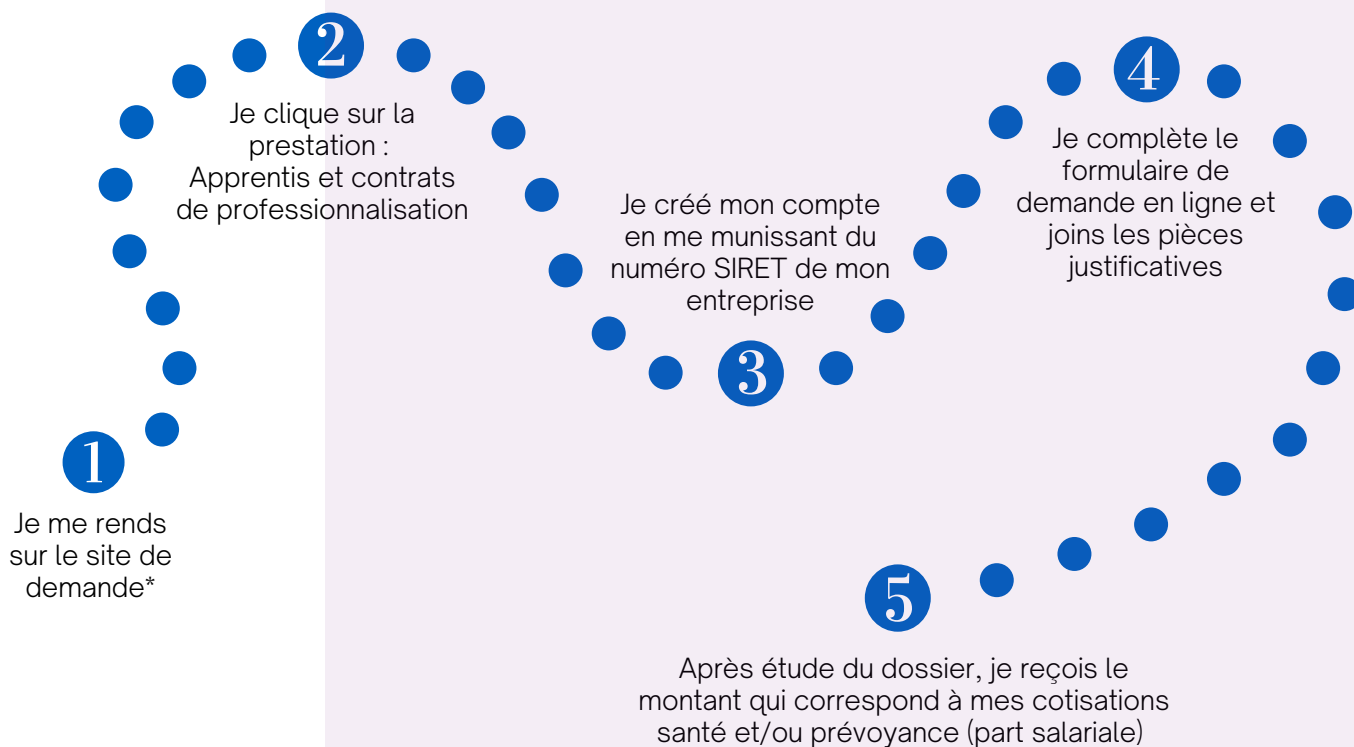 1
Je me rends
sur le site de
demande*
2
Je clique sur la
prestation :
Apprentis et contrats
de professionnalisation
3
Je créé mon compte
en me munissant du
numéro SIRET de mon
entreprise
4
Je complète le
formulaire de
demande en ligne et
joins les pièces
justificatives
5
Après étude du dossier, je reçois le
montant qui correspond à mes cotisations
santé et/ou prévoyance (part salariale)